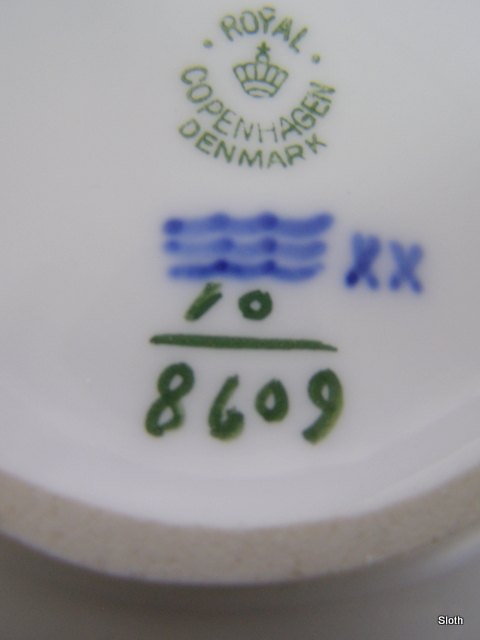 ROYAL
COPENHAGEN
DENMARK
XX
10
8609
Sloth